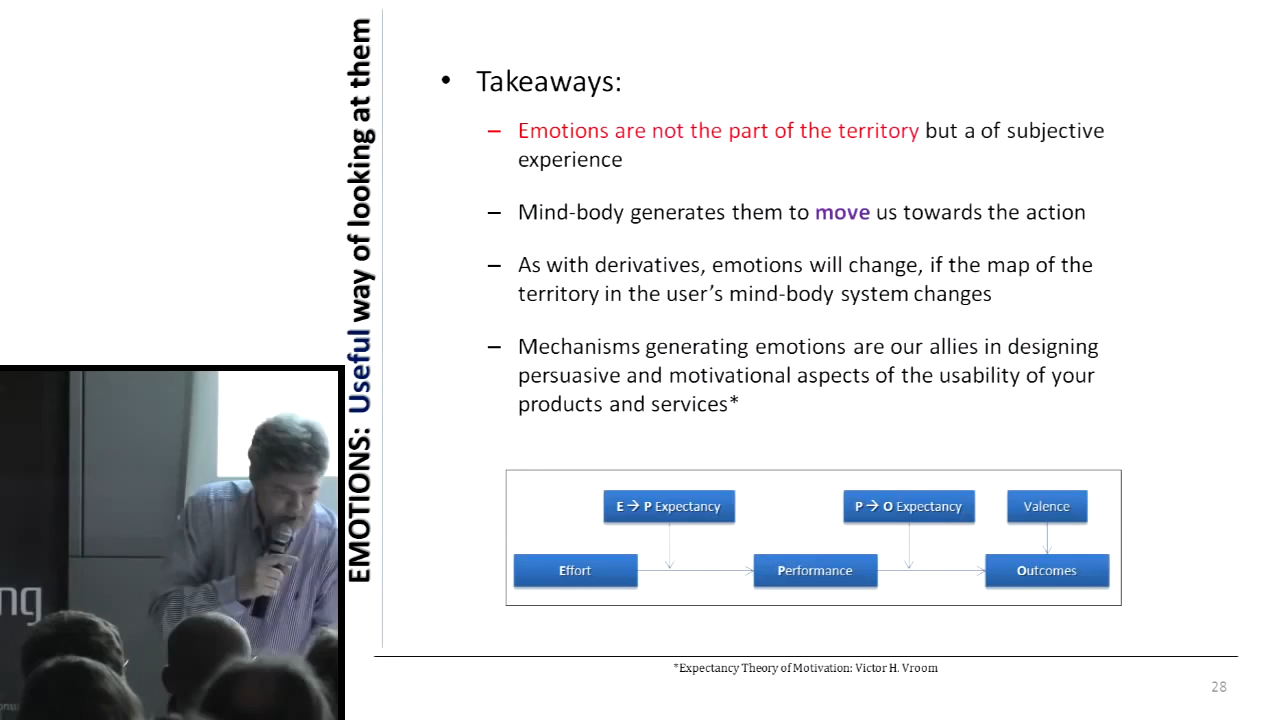 EMOTIONS: Useful way of looking at them
• Takeaways:
– Emotions are not the part of the territory but a of subjective
experience
– Mind-body generates them to move us towards the action
– As with derivatives, emotions will change, if the map of the
territory in the user's mind-body system changes
– Mechanisms generating emotions are our allies in designing
persuasive and motivational aspects of the usability of your
products and services*
E → P Expectancy
P → O Expectancy
Valence
Effort
Performance
Outcomes
*Expectancy Theory of Motivation: Victor H. Vroom
28
ng